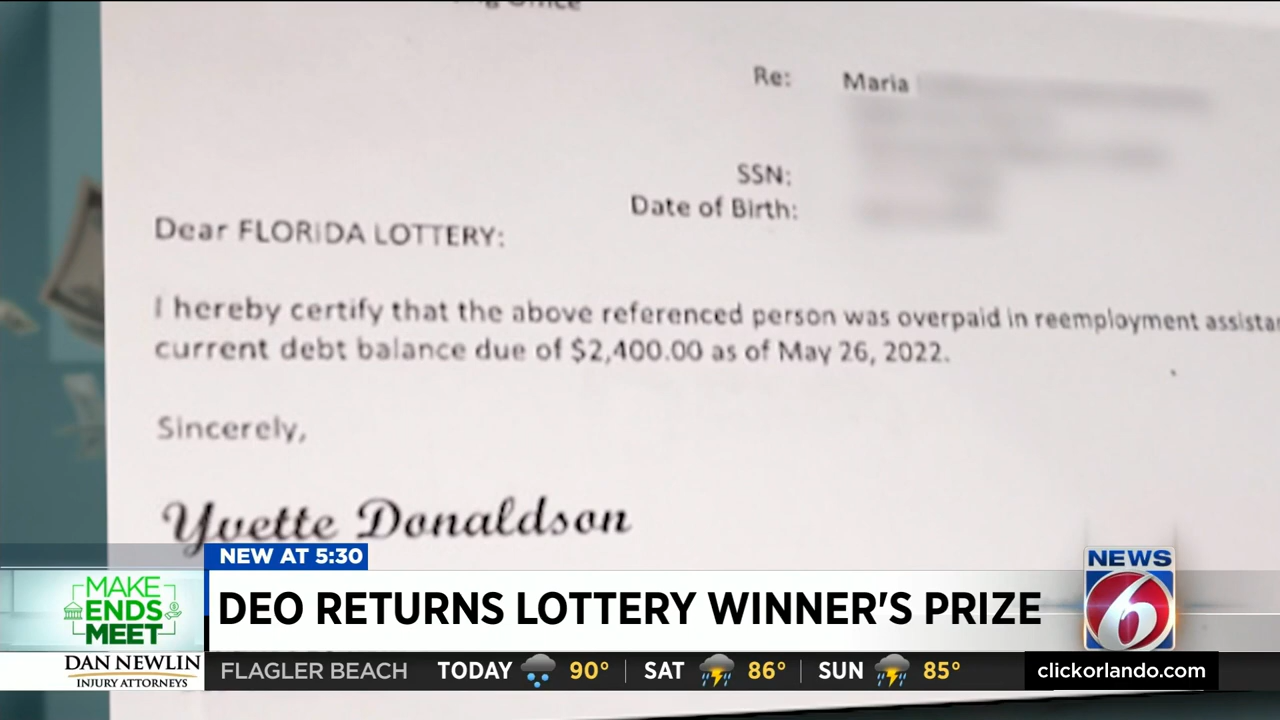 Office
Re: Maria
SSN:
Date of Birth:
Dear FLORIDA LOTTERY:
I hereby certify that the above referenced person was overpaid in reemployment
current debt balance due of $2,400.00 as of May 26, 2022.
Sincerely,
Yvette Donaldson
NEW AT 5:30
MAKE
ENDS
MEET
DEO RETURNS LOTTERY WINNER'S PRIZE
NEWS
6
DAN NEWLIN
INJURY ATTORNEYS
FLAGLER BEACH TODAY 90° SAT 86° SUN 85°
clickorlando.com